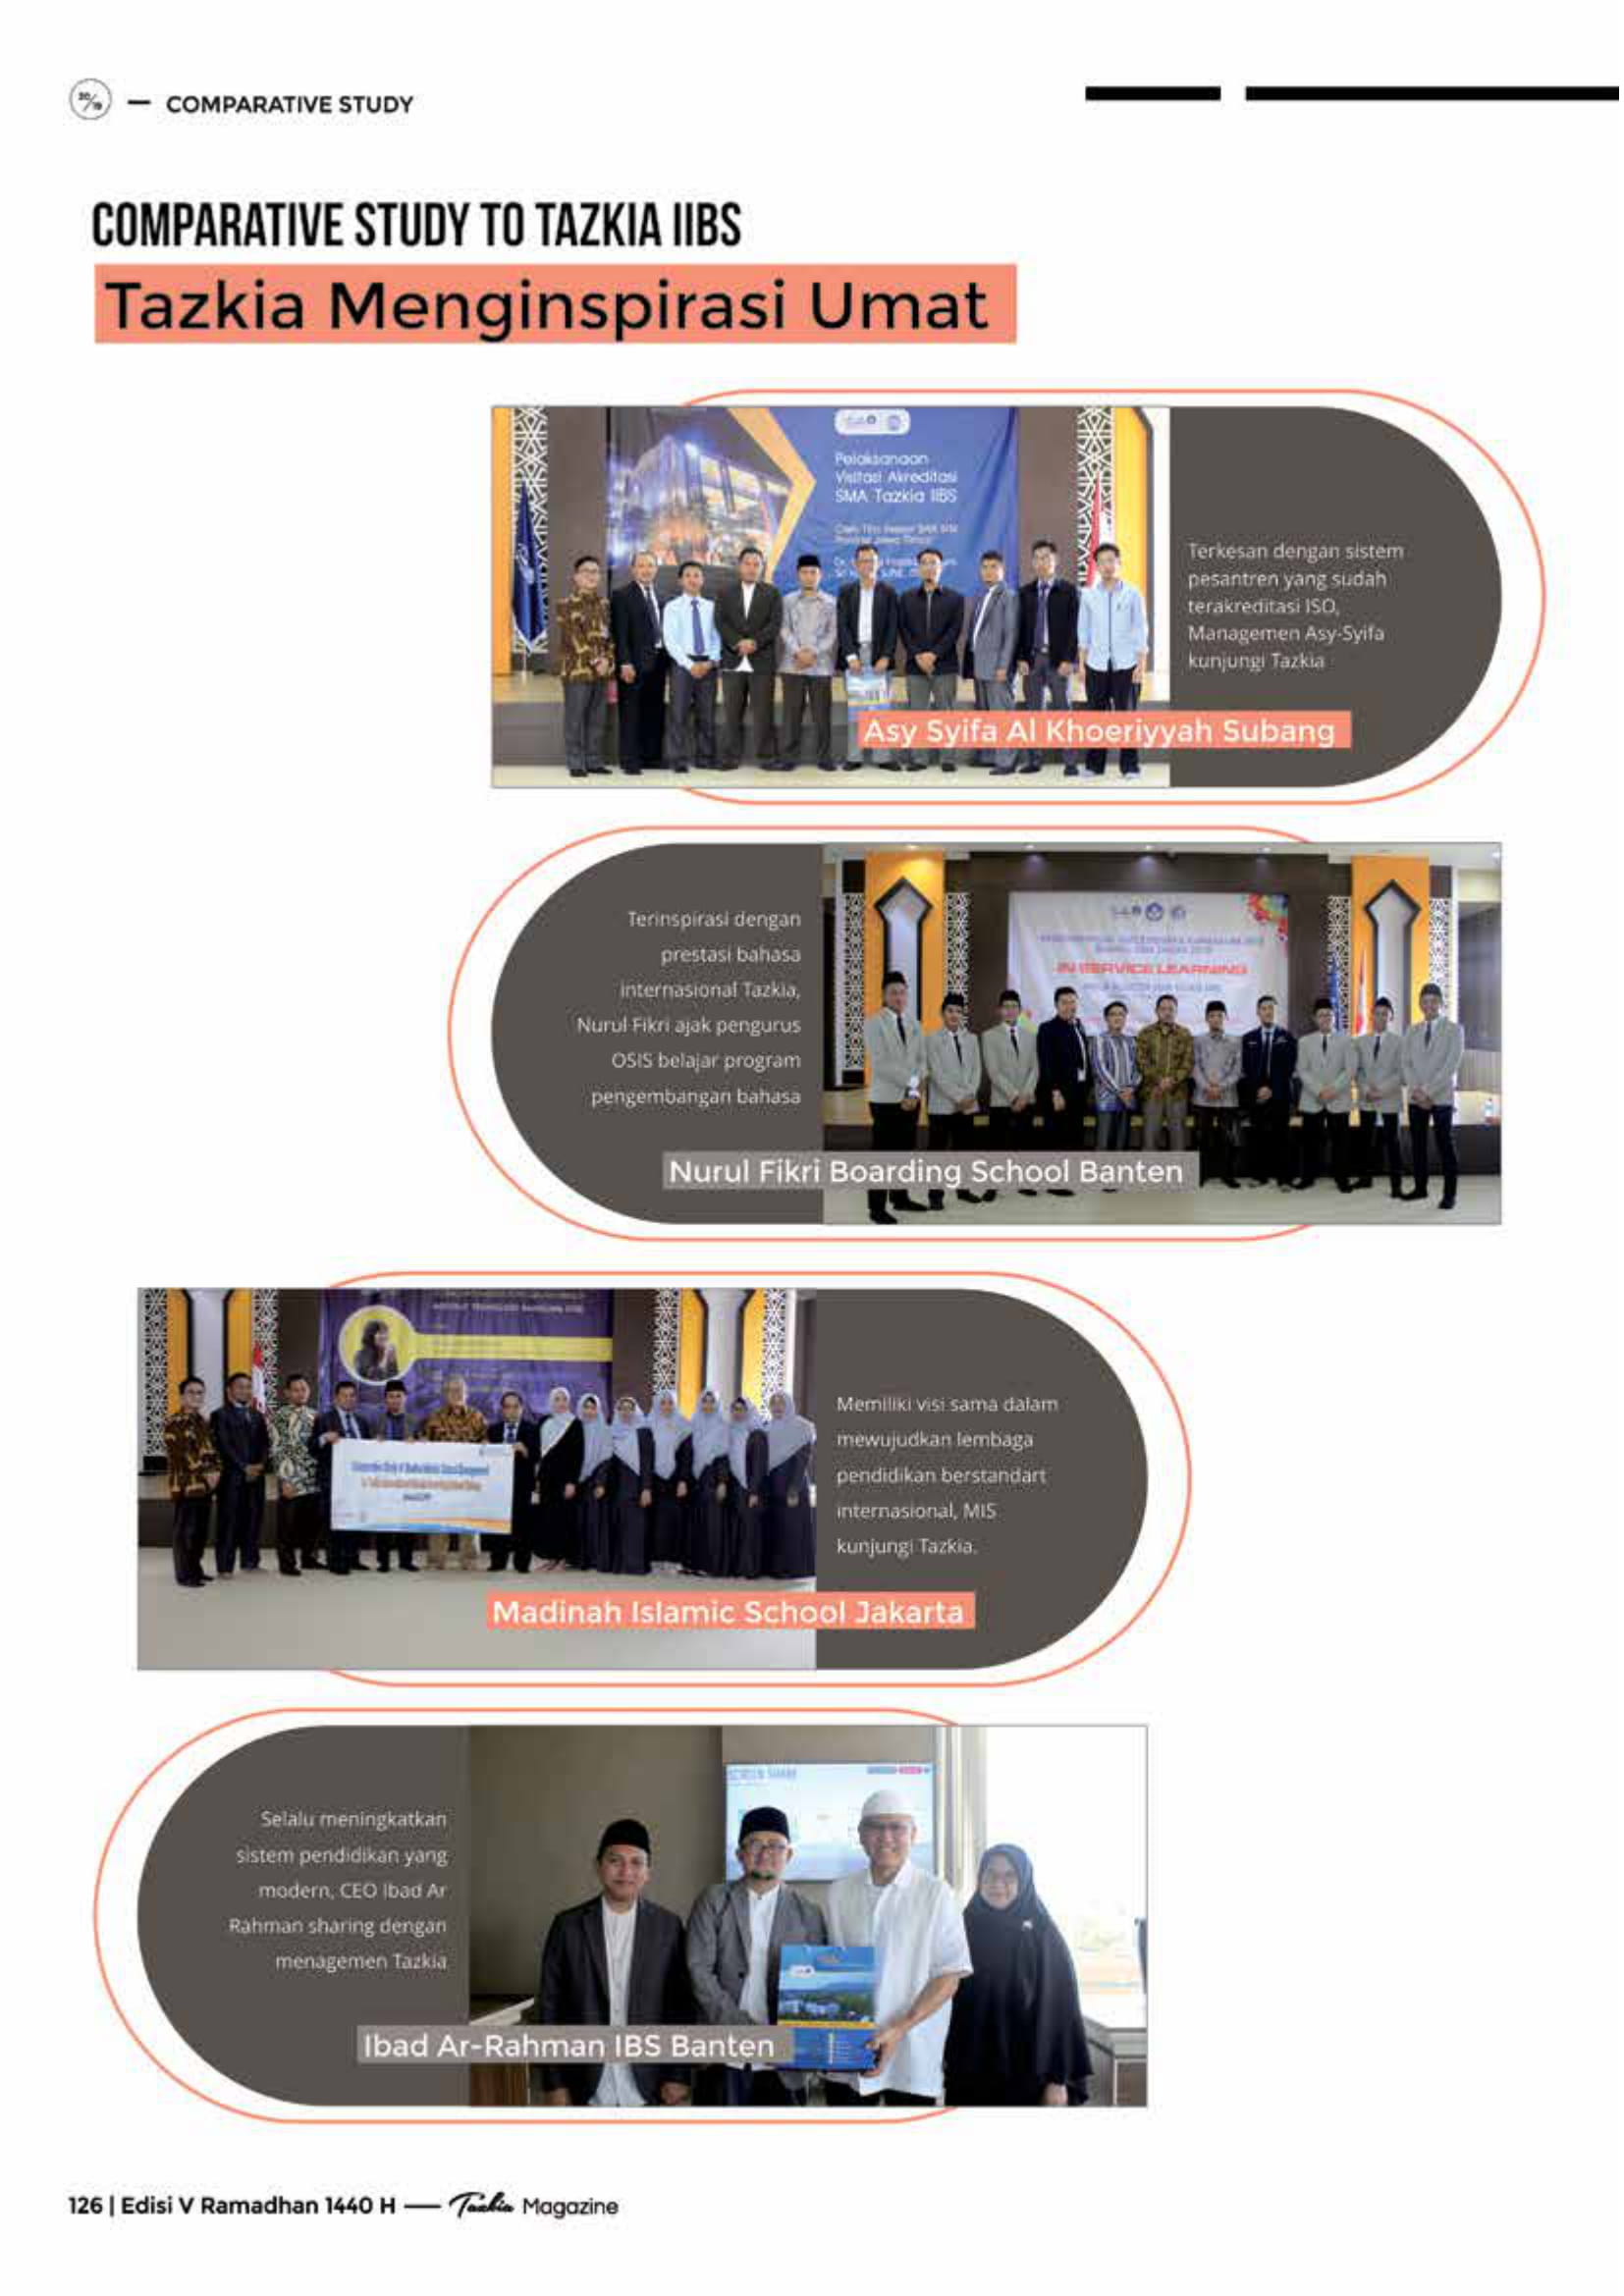 20/19 — COMPARATIVE STUDY
COMPARATIVE STUDY TO TAZKIA IIBS
Tazkia Menginspirasi Umat
Pelaksanaan
Visitasi Akreditasi
SMA Tazkia IIBS
Terkesan dengan sistem
pesantren yang sudah
terakreditasi ISO,
Managemen Asy-Syifa
kunjungi Tazkia
Asy Syifa Al Khoeriyyah Subang
Terinspirasi dengan
prestasi bahasa
internasional Tazkia,
Nurul Fikri ajak pengurus
OSIS belajar program
pengembangan bahasa
IN SERVICE LEARNING
Nurul Fikri Boarding School Banten
Memiliki visi sama dalam
mewujudkan lembaga
pendidikan berstandart
internasional, MIS
kunjungi Tazkia.
Madinah Islamic School Jakarta
Selalu meningkatkan
sistem pendidikan yang
modern, CEO Ibad Ar
Rahman sharing dengan
menagemen Tazkia
SCREEN SHARE
Ibad Ar-Rahman IBS Banten
126 | Edisi V Ramadhan 1440 H — Tazkia Magazine